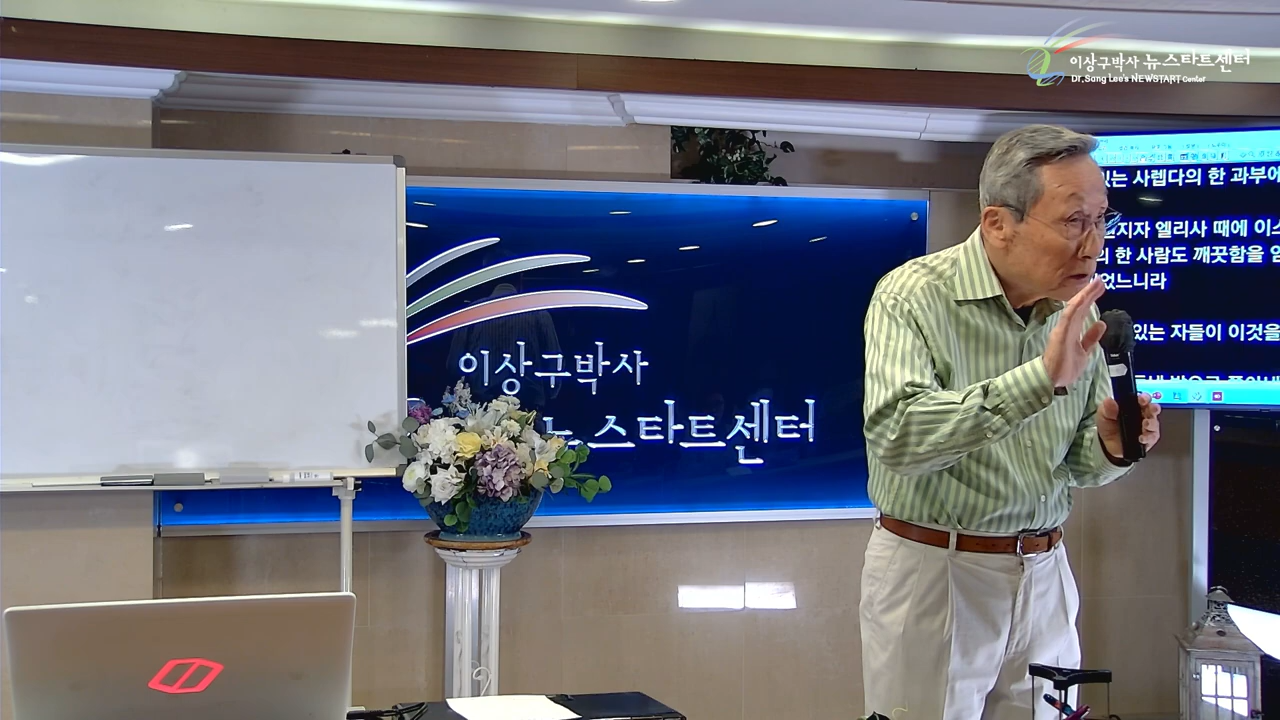 이상구박사 뉴스타트센터
Dr.Sang Lee's NEWSTART Center
이상구박사
뉴스타트센터
있는 사렙다의 한 과부에
지자 엘리사 때에 이스
의 한 사람도 깨끗함을
었느니라
있는 자들이 이것을